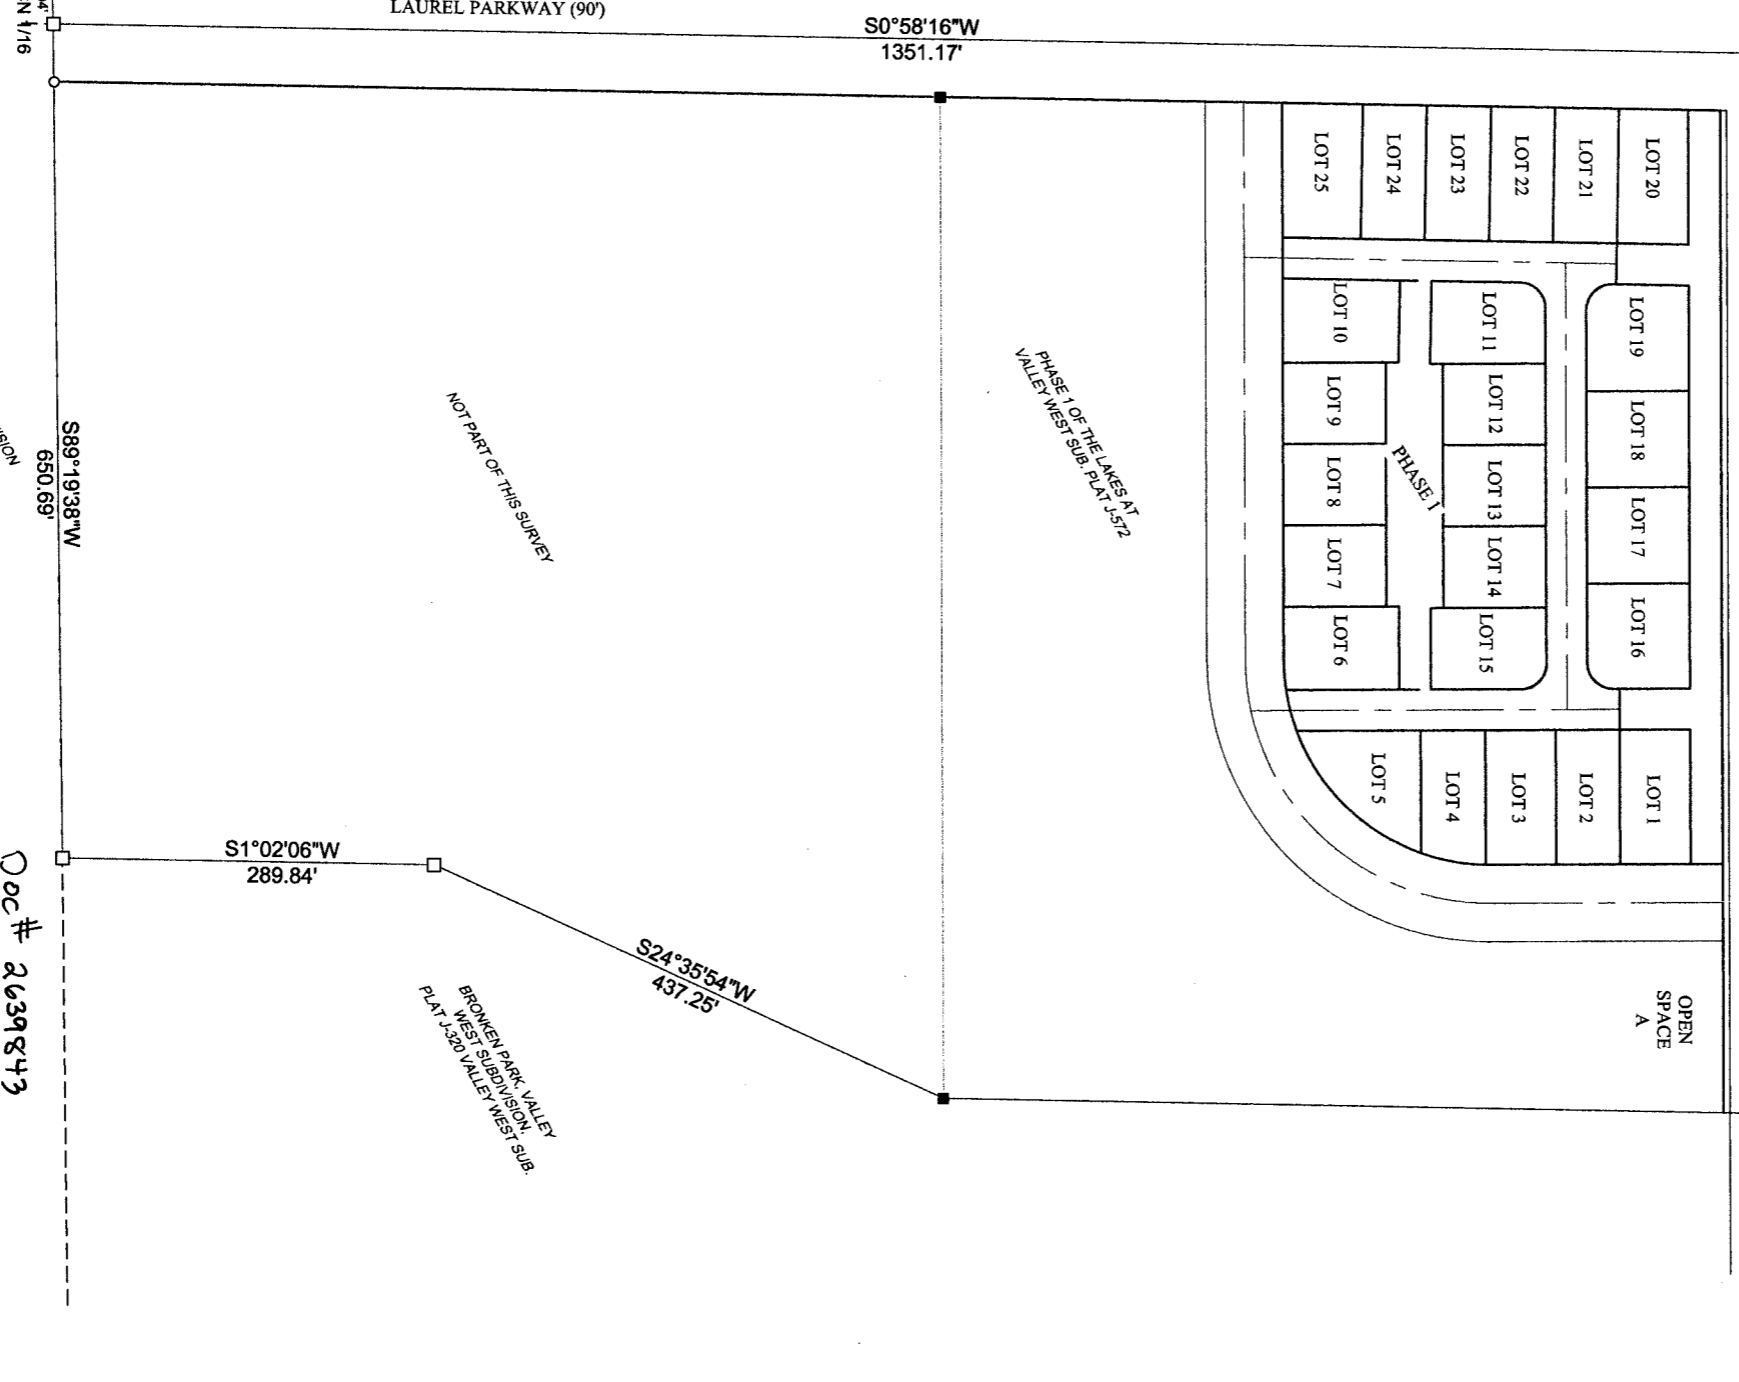 LAUREL PARKWAY (90')
S0°58'16"W
1351.17'
EN 1/16
LOT 25
LOT 24
LOT 23
LOT 22
LOT 21
LOT 20
LOT 10
LOT 11
LOT 19
LOT 9
LOT 12
LOT 18
LOT 8
LOT 13
LOT 17
LOT 7
LOT 14
LOT 16
LOT 6
LOT 15
PHASE 1
LOT 5
LOT 4
LOT 3
LOT 2
LOT 1
PHASE 1 OF THE LAKES AT
VALLEY WEST SUB. PLAT J-572
NOT PART OF THIS SURVEY
S89°19'38"W
650.69'
S1°02'06"W
289.84'
S24°35'54"W
437.25'
BRONKEN PARK, VALLEY
WEST SUBDIVISION,
PLAT J-320 VALLEY WEST SUB.
OPEN
SPACE
A
Doc# 2639843